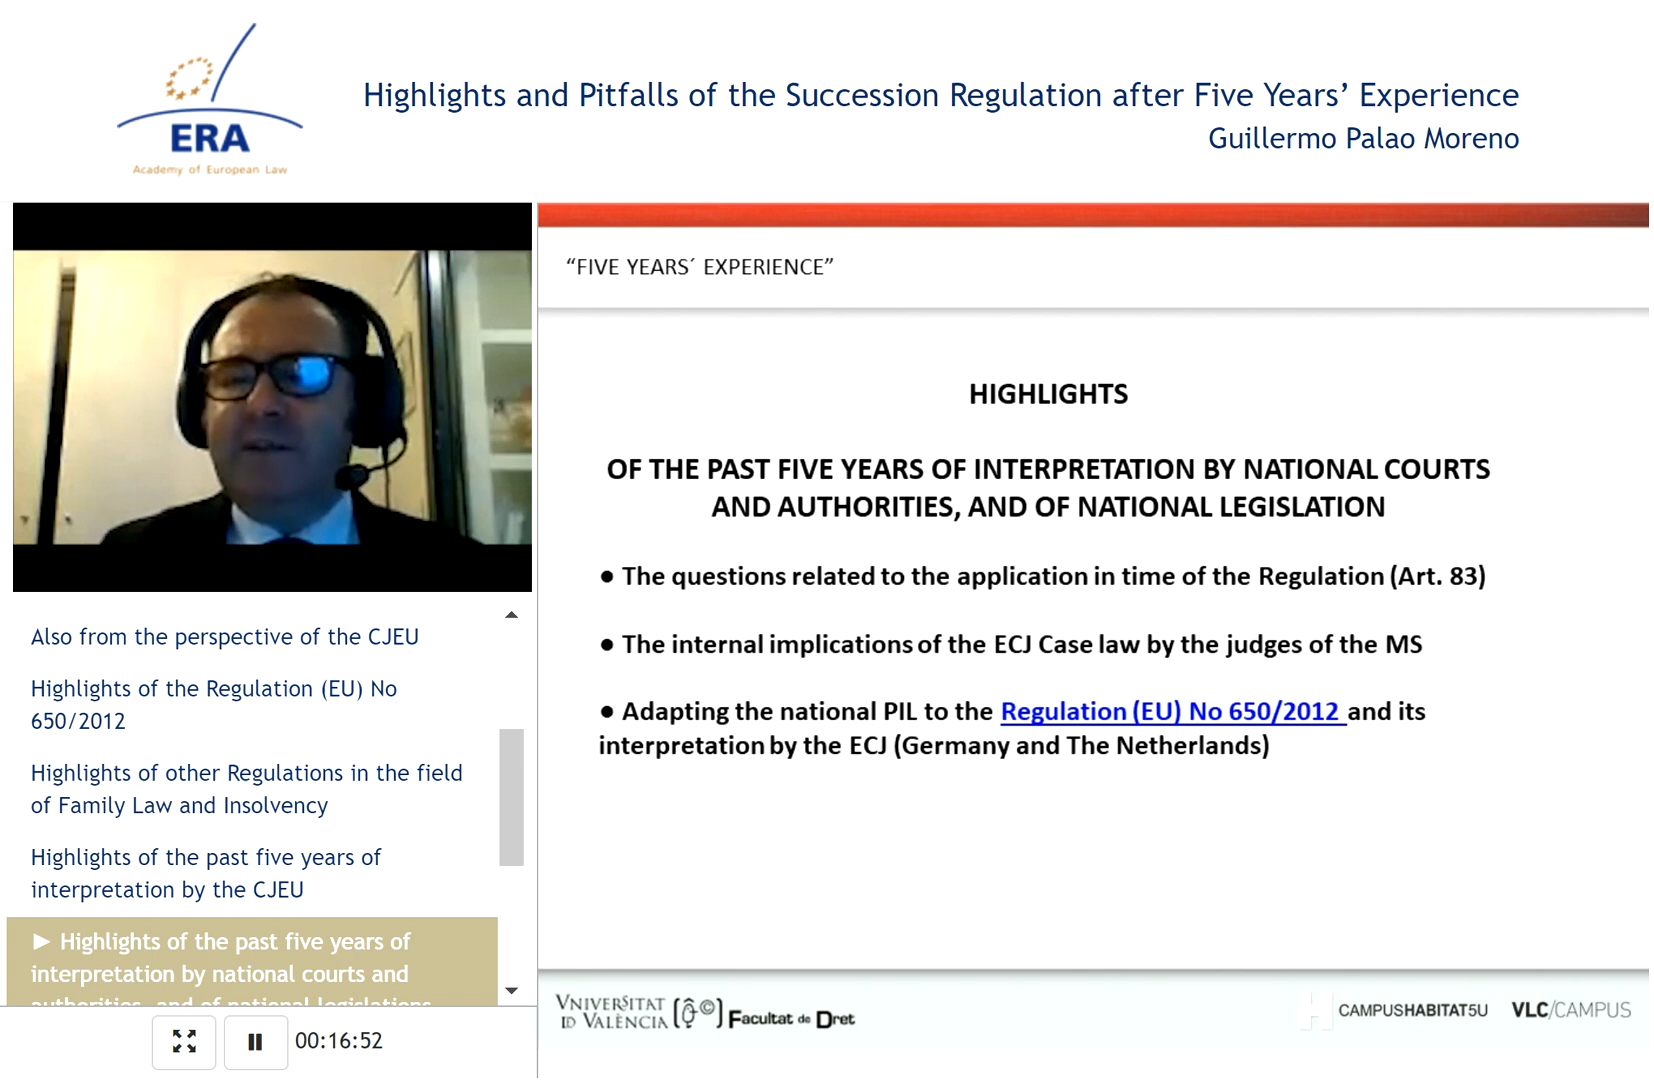 ERA
Academy of European Law
Highlights and Pitfalls of the Succession Regulation after Five Years’ Experience
Guillermo Palao Moreno
Also from the perspective of the CJEU
Highlights of the Regulation (EU) No
650/2012
Highlights of other Regulations in the field
of Family Law and Insolvency
Highlights of the past five years of
interpretation by the CJEU
► Highlights of the past five years of
interpretation by national courts and
authorities, and of national legislations
00:16:52
“FIVE YEARS´ EXPERIENCE”
HIGHLIGHTS
OF THE PAST FIVE YEARS OF INTERPRETATION BY NATIONAL COURTS
AND AUTHORITIES, AND OF NATIONAL LEGISLATION
● The questions related to the application in time of the Regulation (Art. 83)
● The internal implications of the ECJ Case law by the judges of the MS
● Adapting the national PIL to the Regulation (EU) No 650/2012 and its
interpretation by the ECJ (Germany and The Netherlands)
VNIVERSITAT
ID VALÈNCIA
Facultat de Dret
CAMPUSHABITAT5U
VLC/CAMPUS